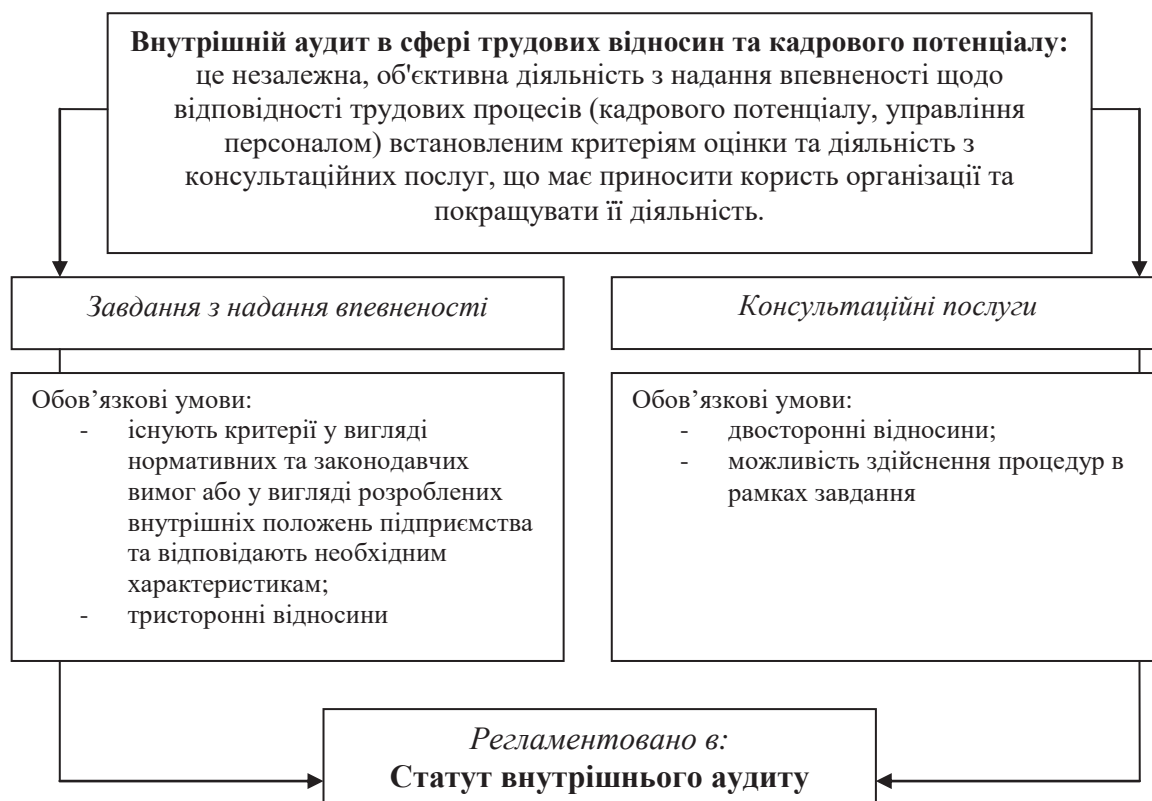 Внутрішній аудит в сфері трудових відносин та кадрового потенціалу:
це незалежна, об'єктивна діяльність з надання впевненості щодо
відповідності трудових процесів (кадрового потенціалу, управління
персоналом) встановленим критеріям оцінки та діяльність з
консультаційних послуг, що має приносити користь організації та
покращувати її діяльність.
Завдання з надання впевненості
Обов’язкові умови:
- існують критерії у вигляді
нормативних та законодавчих
вимог або у вигляді розроблених
внутрішніх положень підприємства
та відповідають необхідним
характеристикам;
- тристоронні відносини
Консультаційні послуги
Обов’язкові умови:
- двосторонні відносини;
- можливість здійснення процедур в
рамках завдання
Регламентовано в:
Статут внутрішнього аудиту